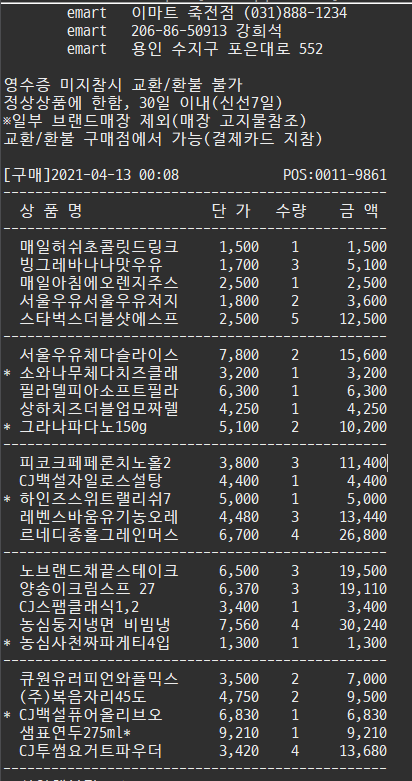 emart 이마트 죽전점 (031)888-1234
emart 206-86-50913 강희석
emart 용인 수지구 포은대로 552
영수증 미지참시 교환/환불 불가
정상상품에 한함, 30일 이내(신선7일)
※일부 브랜드매장 제외(매장 고지물참조)
교환/환불 구매점에서 가능(결제카드 지참)
[구매]2021-04-13 00:08 POS:0011-9861
상 품 명 단 가 수량 금 액
매일허쉬초콜릿드링크 1,500 1 1,500
빙그레바나나맛우유 1,700 3 5,100
매일아침에오렌지주스 2,500 1 2,500
서울우유서울우유저지 1,800 2 3,600
스타벅스더블샷에스프 2,500 5 12,500
서울우유체다슬라이스 7,800 2 15,600
* 소와나무체다치즈클래 3,200 1 3,200
필라델피아소프트필라 6,300 1 6,300
상하치즈더블업모짜렐 4,250 1 4,250
* 그라나파다노150g 5,100 2 10,200
피코크페페론치노홀2 3,800 3 11,400
CJ백설자일로스설탕 4,400 1 4,400
* 하인즈스위트랠리쉬7 5,000 1 5,000
레벤스바움유기농오레 4,480 3 13,440
르네디종홀그레인머스 6,700 4 26,800
노브랜드채끝스테이크 6,500 3 19,500
양송이크림스프 27 6,370 3 19,110
CJ스팸클래식1,2 3,400 1 3,400
농심둥지냉면 비빔냉 7,560 4 30,240
* 농심사천짜파게티4입 1,300 1 1,300
큐원유러피언와플믹스 3,500 2 7,000
(주)복음자리45도 4,750 2 9,500
* CJ백설퓨어올리브오 6,830 1 6,830
샘표연두275ml* 9,210 1 9,210
CJ투썸요거트파우더 3,420 4 13,680